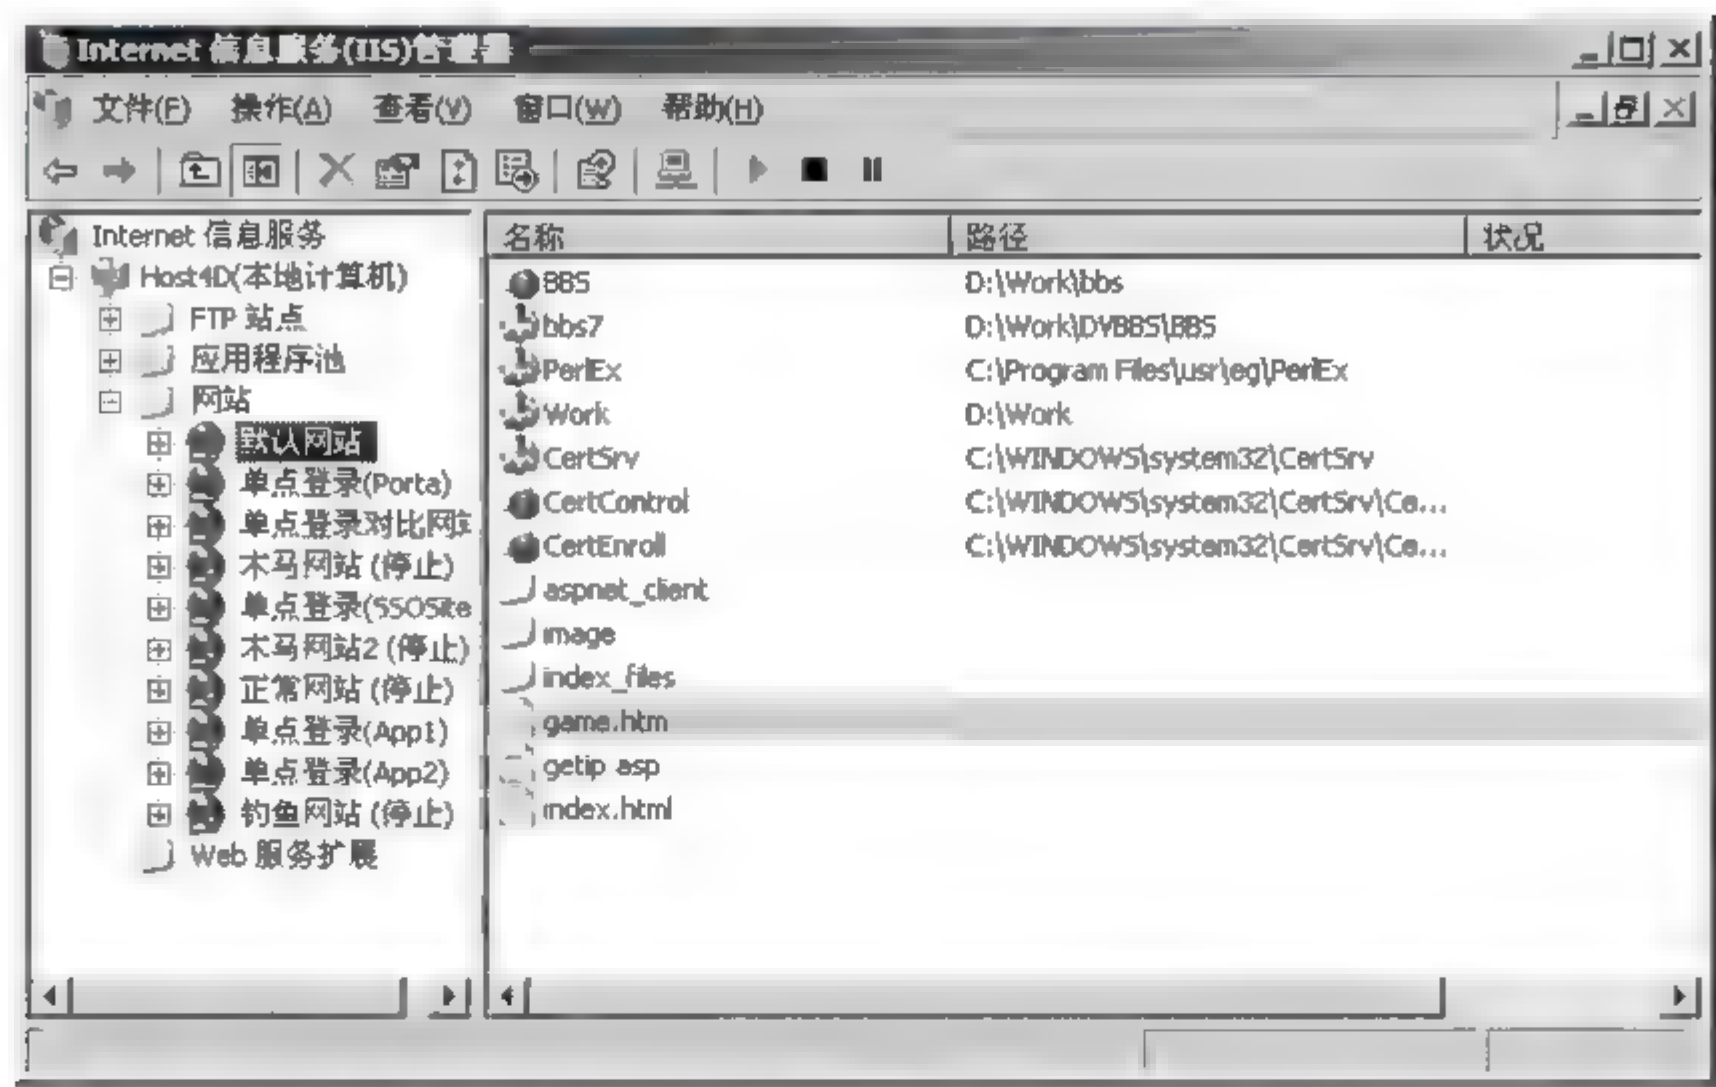 Internet 信息服务(IIS)管理器
文件(F) 操作(A) 查看(V) 窗口(W) 帮助(H)
Internet 信息服务
Host4D(本地计算机)
FTP 站点
应用程序池
网站
默认网站
单点登录(Porta)
单点登录对比网站
木马网站 (停止)
单点登录(SSOSite
木马网站2 (停止)
正常网站 (停止)
单点登录(App1)
单点登录(App2)
钓鱼网站 (停止)
Web 服务扩展
名称 路径 状况
BBS D:\Work\bbs
bbs7 D:\Work\DVBBS\BBS
PerlEx C:\Program Files\usr\eg\PerlEx
Work D:\Work
CertSrv C:\WINDOWS\system32\CertSrv
CertControl C:\WINDOWS\system32\CertSrv\Ce...
CertEnroll C:\WINDOWS\system32\CertSrv\Ce...
aspnet_client
image
index_files
game.htm
getip.asp
index.html